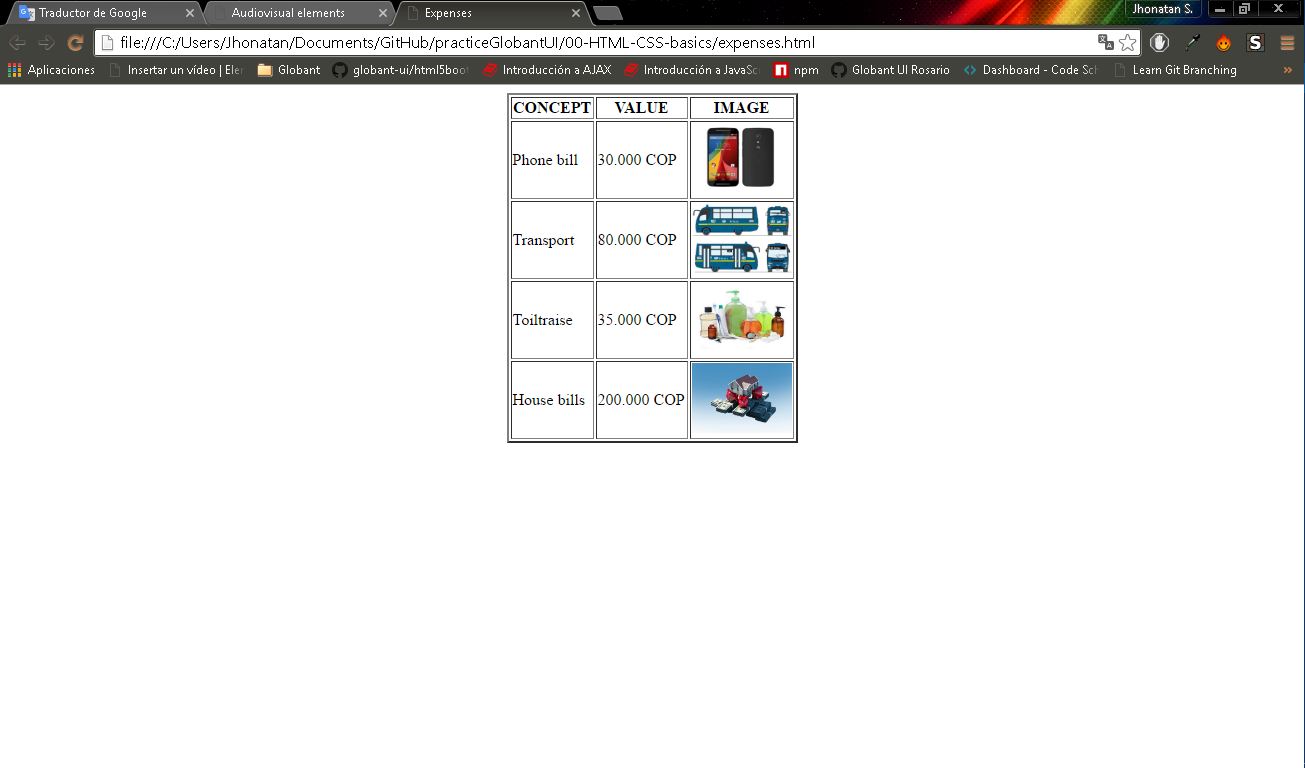 Traductor de Google
Audiovisual elements
Expenses
Jhonatan S.
file:///C:/Users/Jhonatan/Documents/GitHub/practiceGlobantUI/00-HTML-CSS-basics/expenses.html
Aplicaciones Insertar un vídeo | Eler Globant globant-ui/html5boot Introducción a AJAX Introducción a JavaSc npm Globant UI Rosario Dashboard - Code Sch Learn Git Branching »
CONCEPT VALUE IMAGE
Phone bill 30.000 COP
Transport 80.000 COP
Toiltraise 35.000 COP
House bills 200.000 COP